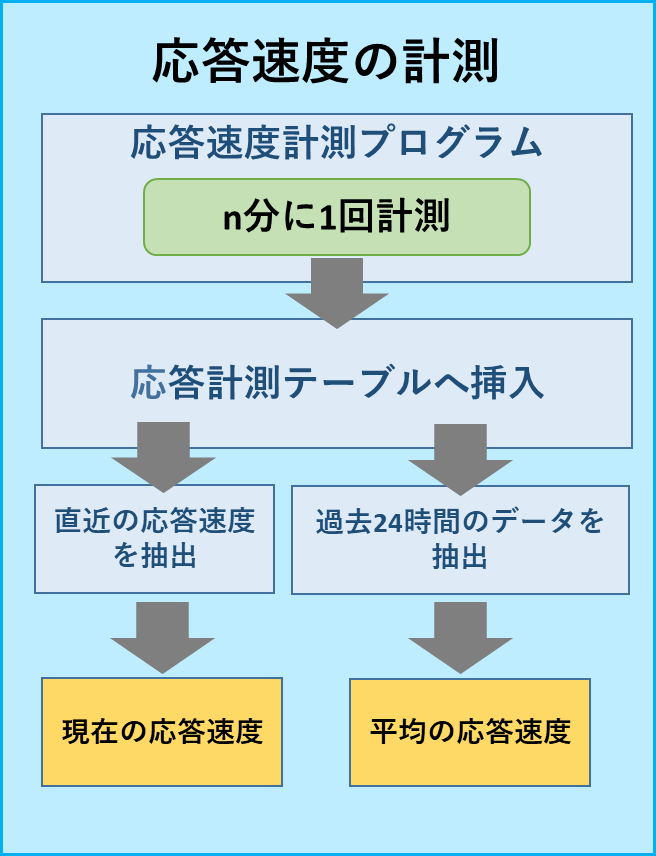 応答速度の計測
応答速度計測プログラム
n分に1回計測
応答計測テーブルへ挿入
直近の応答速度
を抽出
過去24時間のデータを
抽出
現在の応答速度
平均の応答速度